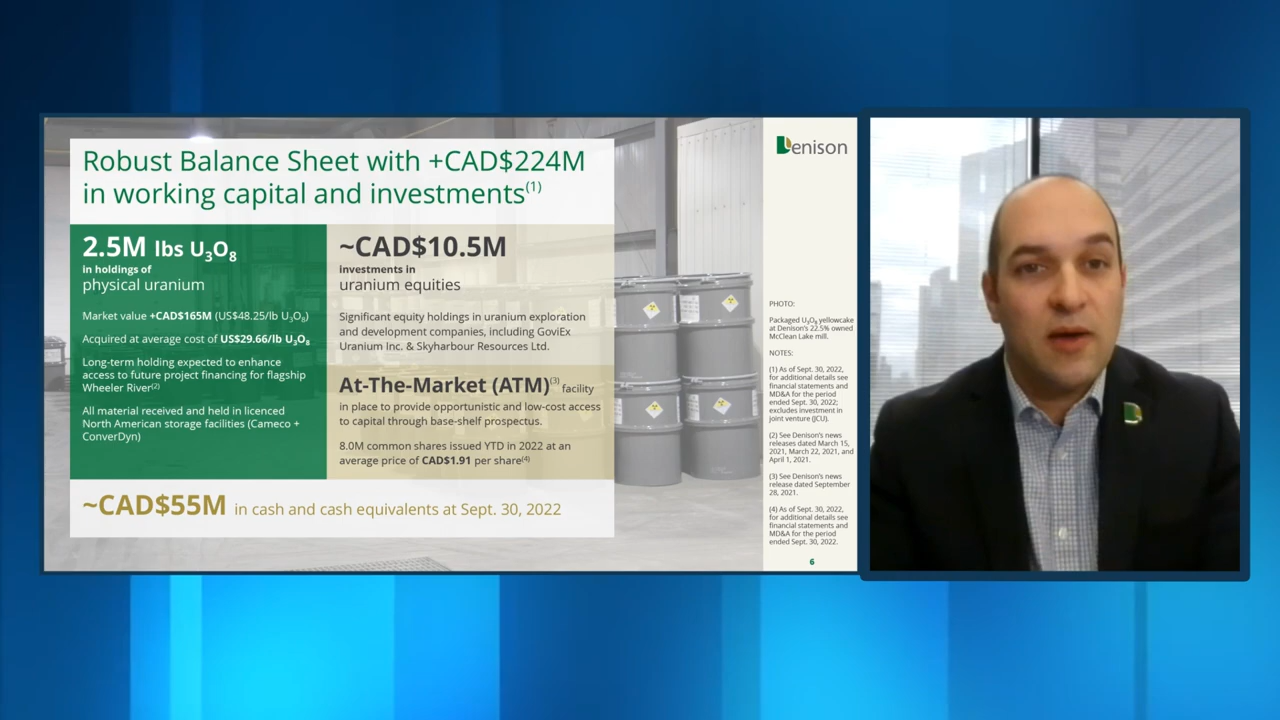 Robust Balance Sheet with +CAD$224M
in working capital and investments(1)
2.5M lbs U3O8
in holdings of
physical uranium
Market value +CAD$165M (US$48.25/lb U3O8)
Acquired at average cost of US$29.66/lb U3O8
Long-term holding expected to enhance
access to future project financing for flagship
Wheeler River(2)
All material received and held in licenced
North American storage facilities (Cameco +
ConverDyn)
~CAD$10.5M
investments in
uranium equities
Significant equity holdings in uranium exploration
and development companies, including GoviEx
Uranium Inc. & Skyharbour Resources Ltd.
At-The-Market (ATM)(3) facility
in place to provide opportunistic and low-cost access
to capital through base-shelf prospectus.
8.0M common shares issued YTD in 2022 at an
average price of CAD$1.91 per share(4)
~CAD$55M in cash and cash equivalents at Sept. 30, 2022
Denison
PHOTO:
Packaged U3O8 yellowcake
at Denison's 22.5% owned
McClean Lake mill.
NOTES:
(1) As of Sept. 30, 2022,
for additional details see
financial statements and
MD&A for the period
ended Sept. 30, 2022;
excludes investment in
joint venture (JCU).
(2) See Denison's news
releases dated March 15,
2021, March 22, 2021, and
April 1, 2021.
(3) See Denison's news
release dated September
28, 2021.
(4) As of Sept. 30, 2022,
for additional details see
financial statements and
MD&A for the period
ended Sept. 30, 2022.
6